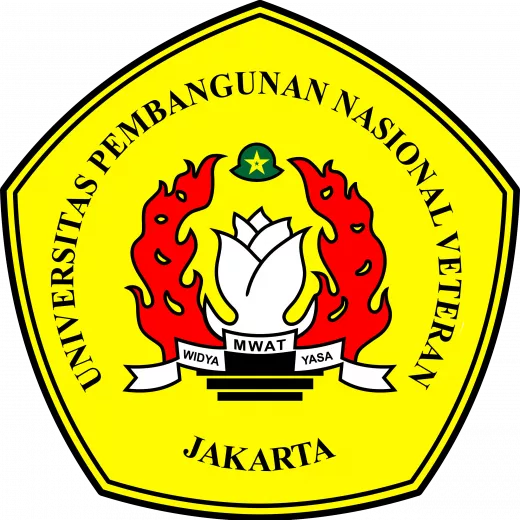 UNIVERSITAS PEMBANGUNAN NASIONAL VETERAN
WIDYA MWAT YASA
JAKARTA